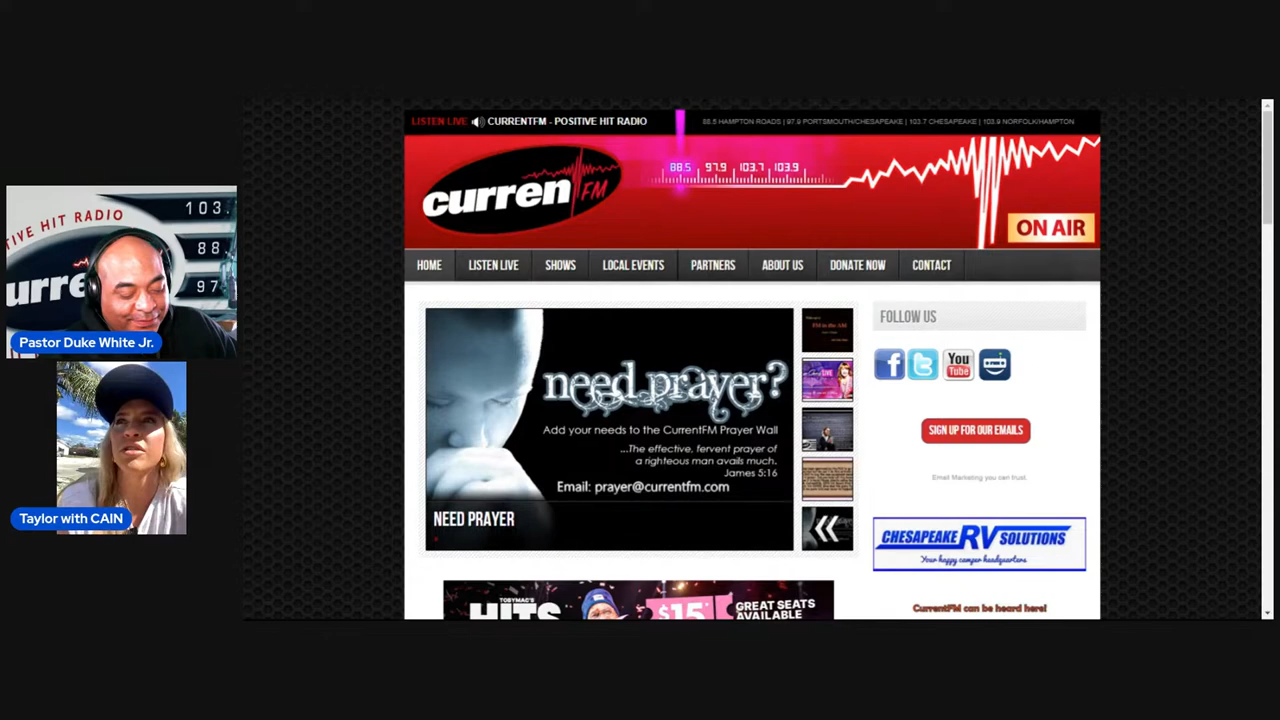 LISTEN LIVE CURRENTFM - POSITIVE HIT RADIO
88.5 HAMPTON ROADS | 97.9 PORTSMOUTH/CHESAPEAKE | 103.7 CHESAPEAKE | 103.9 NORFOLK/HAMPTON
88.5 97.9 103.7 103.9
curren FM
ON AIR
HOME LISTEN LIVE SHOWS LOCAL EVENTS PARTNERS ABOUT US DONATE NOW CONTACT
TIVE HIT RADIO
103.
88.
97
urre
Pastor Duke White Jr.
Taylor with CAIN
need prayer?
Add your needs to the CurrentFM Prayer Wall
...The effective, fervent prayer of
a righteous man avails much.
James 5:16
Email: prayer@currentfm.com
NEED PRAYER
FOLLOW US
You
Tube
SIGN UP FOR OUR EMAILS
Email Marketing you can trust.
CHESAPEAKE RV SOLUTIONS
Your happy camper headquarters
CurrentFM can be heard here!
TOBYMAC'S
HITS
$15
GREAT SEATS
AVAILABLE